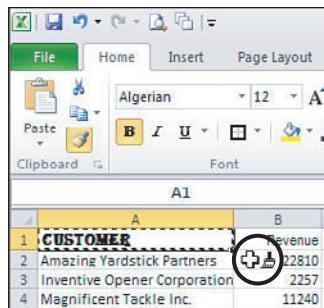 File Home Insert Page Layout
Algerian 12 A
Paste B I U
Clipboard Font
A1
A B
1 CUSTOMER Revenue
2 Amazing Yardstick Partners 22810
3 Inventive Opener Corporation 2257
4 Magnificent Tackle Inc. 11240